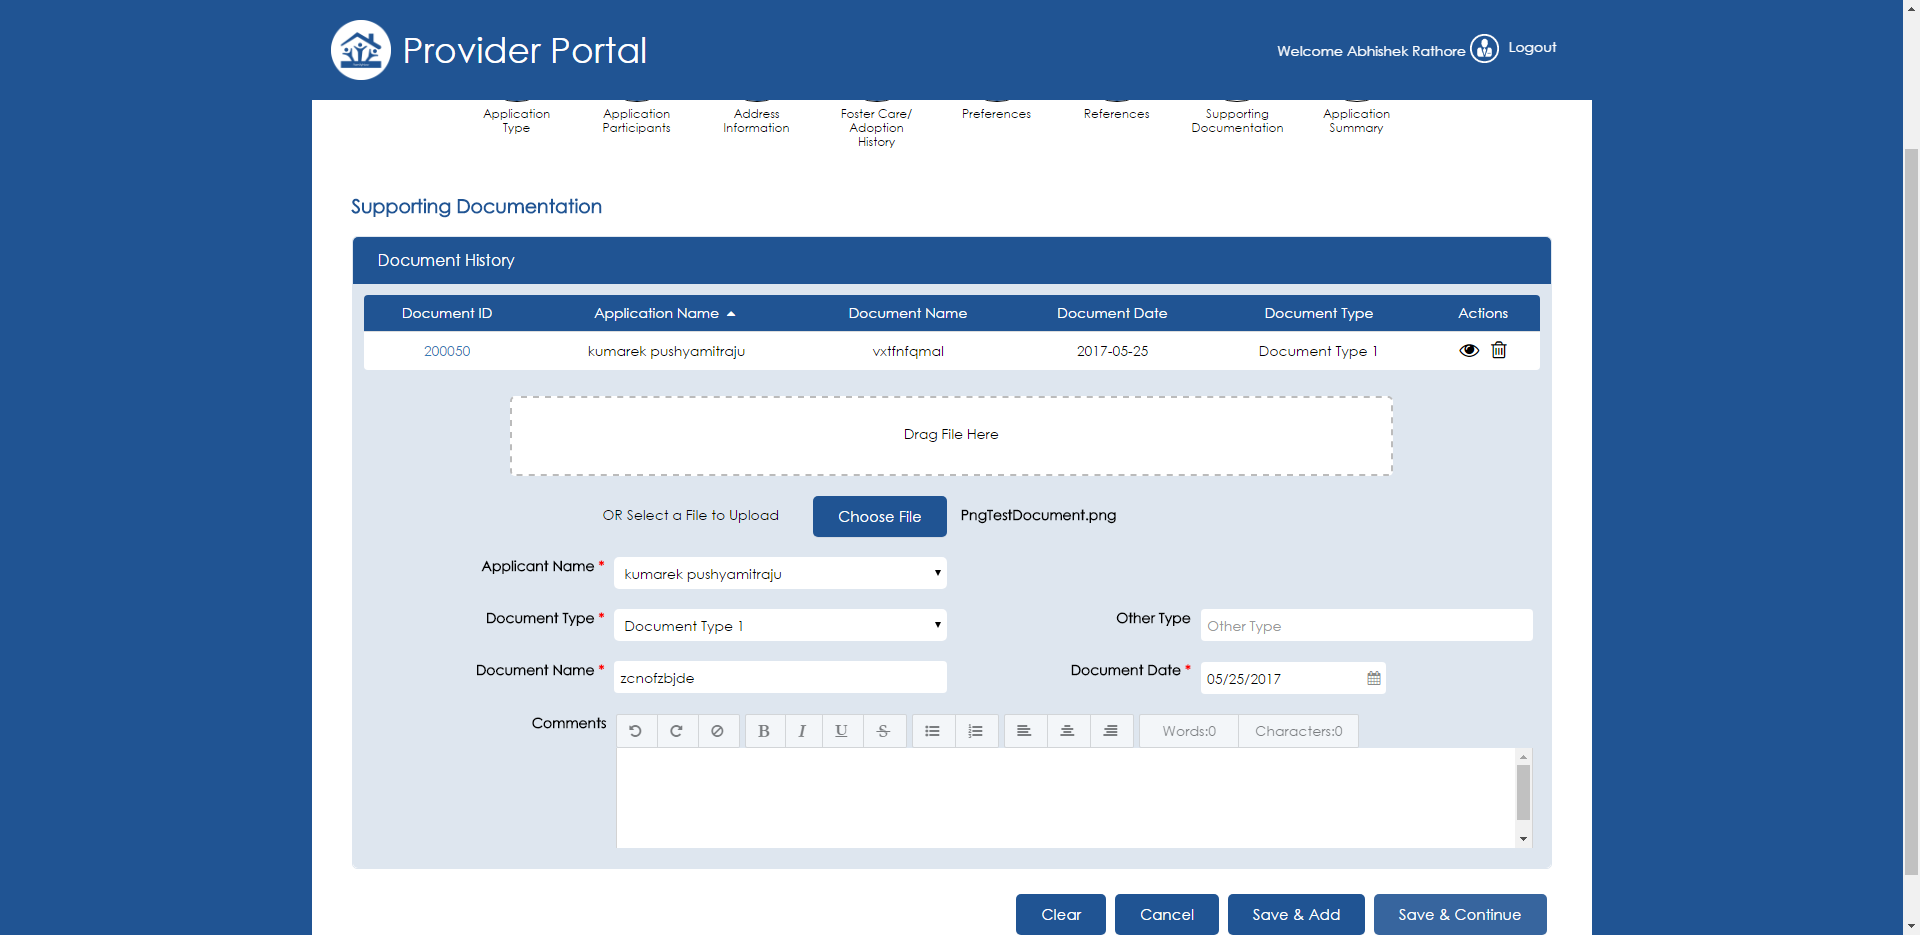 Provider Portal
Welcome Abhishek Rathore
Logout
Application
Type
Application
Participants
Address
Information
Foster Care/
Adoption
History
Preferences
References
Supporting
Documentation
Application
Summary
Supporting Documentation
Document History
Document ID Application Name Document Name Document Date Document Type Actions
200050 kumarek pushyamitraju vxtfnfqmal 2017-05-25 Document Type 1
Drag File Here
OR Select a File to Upload Choose File PngTestDocument.png
Applicant Name * kumarek pushyamitraju
Document Type * Document Type 1
Other Type Other Type
Document Name * zcnofzbjde
Document Date * 05/25/2017
Comments B I U S Words:0 Characters:0
Clear Cancel Save & Add Save & Continue